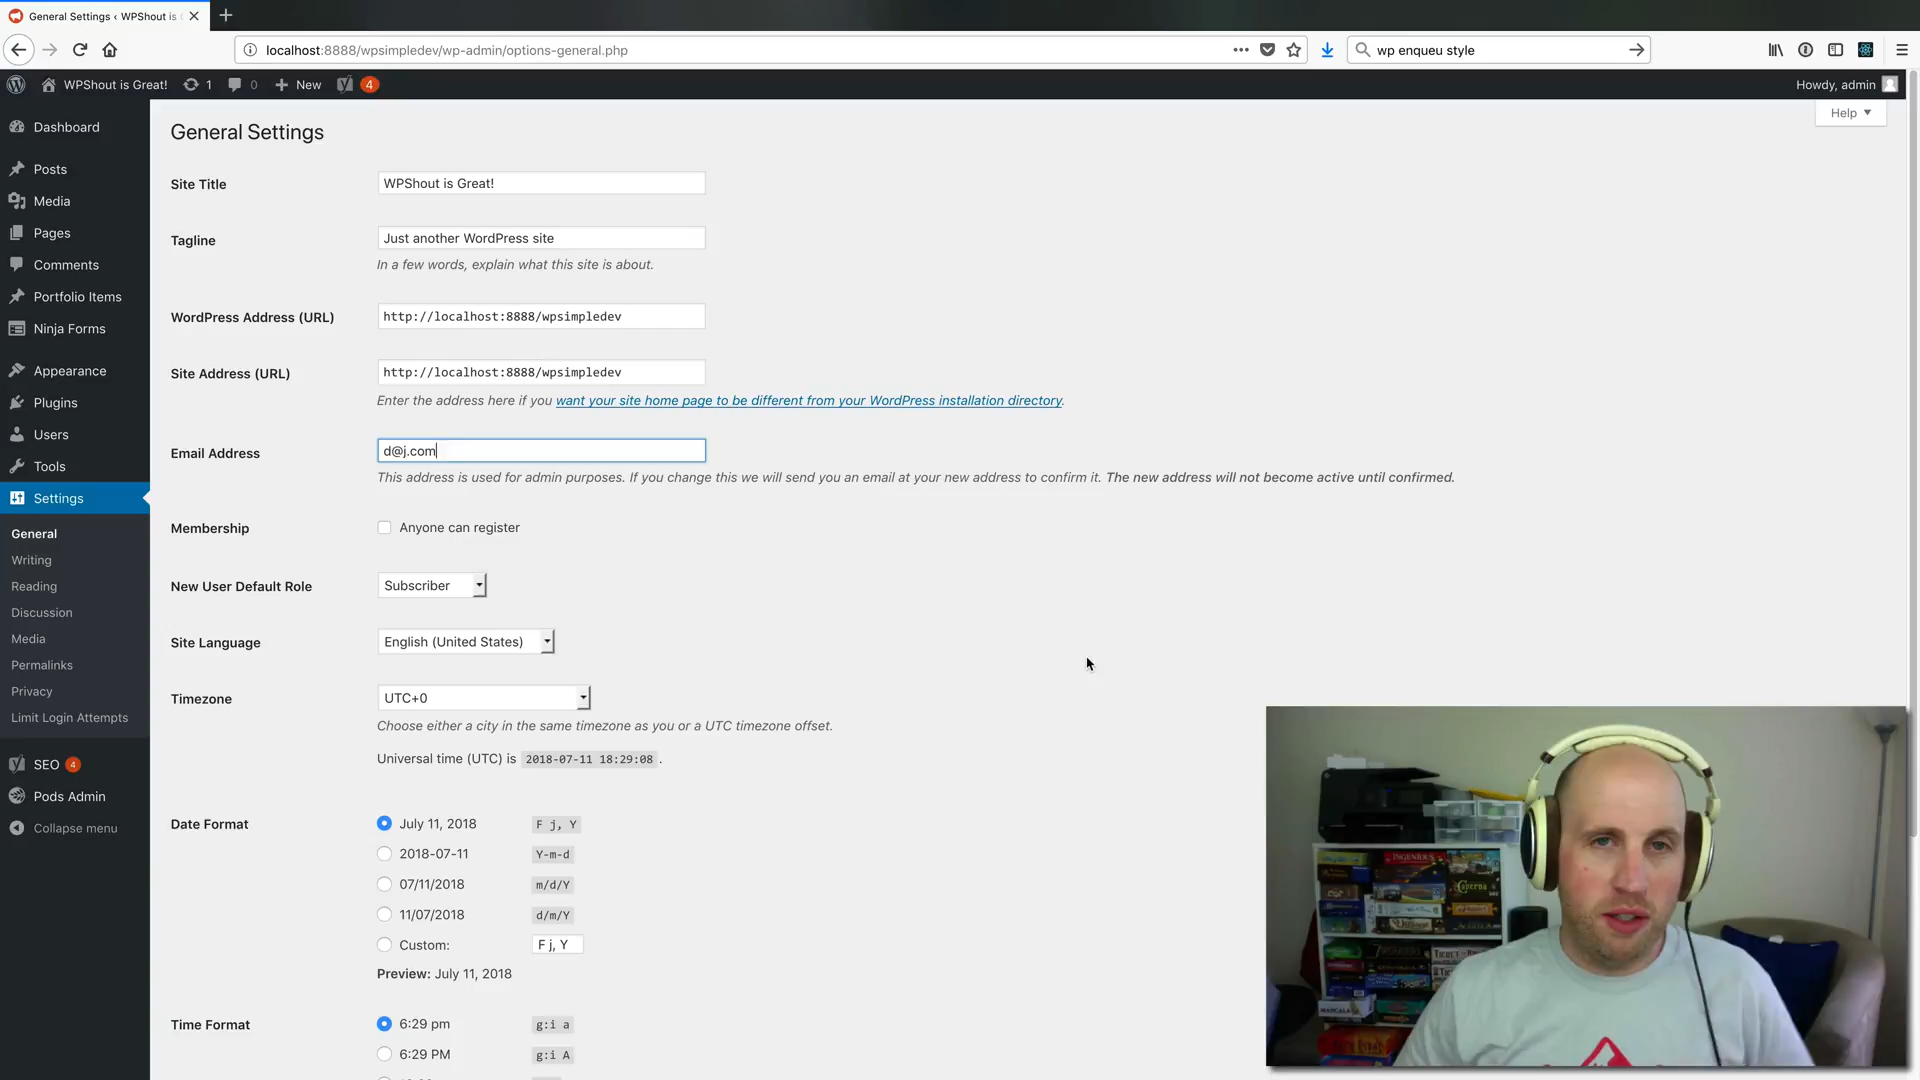 General Settings ‹ WPShout is
localhost:8888/wpsimpledev/wp-admin/options-general.php
wp enqueu style
WPShout is Great!
1
0
New
4
Howdy, admin
Help
Dashboard
Posts
Media
Pages
Comments
Portfolio Items
Ninja Forms
Appearance
Plugins
Users
Tools
Settings
General
Writing
Reading
Discussion
Media
Permalinks
Privacy
Limit Login Attempts
SEO 4
Pods Admin
Collapse menu
General Settings
Site Title
WPShout is Great!
Tagline
Just another WordPress site
In a few words, explain what this site is about.
WordPress Address (URL)
http://localhost:8888/wpsimpledev
Site Address (URL)
http://localhost:8888/wpsimpledev
Enter the address here if you want your site home page to be different from your WordPress installation directory.
Email Address
d@j.com
This address is used for admin purposes. If you change this we will send you an email at your new address to confirm it. The new address will not become active until confirmed.
Membership
Anyone can register
New User Default Role
Subscriber
Site Language
English (United States)
Timezone
UTC+0
Choose either a city in the same timezone as you or a UTC timezone offset.
Universal time (UTC) is 2018-07-11 18:29:08 .
Date Format
July 11, 2018 F j, Y
2018-07-11 Y-m-d
07/11/2018 m/d/Y
11/07/2018 d/m/Y
Custom: F j, Y
Preview: July 11, 2018
Time Format
6:29 pm g:i a
6:29 PM g:i A
INGENIOUS
Caverna